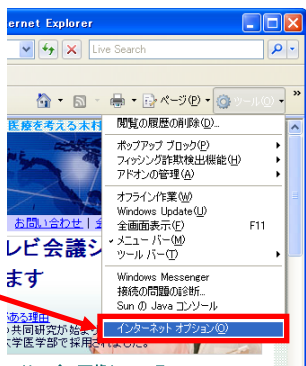 ernet Explorer
Live Search
ページ(P)
ツール(O)
医療を考える木村
閲覧の履歴の削除(D)...
ポップアップ ブロック(P)
フィッシング詐欺検出機能(H)
アドオンの管理(A)
オフライン作業(W)
Windows Update(U)
全画面表示(F) F11
メニュー バー(M)
ツール バー(T)
Windows Messenger
接続の問題の診断...
Sun の Java コンソール
インターネット オプション(O)
お問い合わせ
レビ会議シ
ます
ある理由
共同研究が始ま
大学医学部で採用されました。